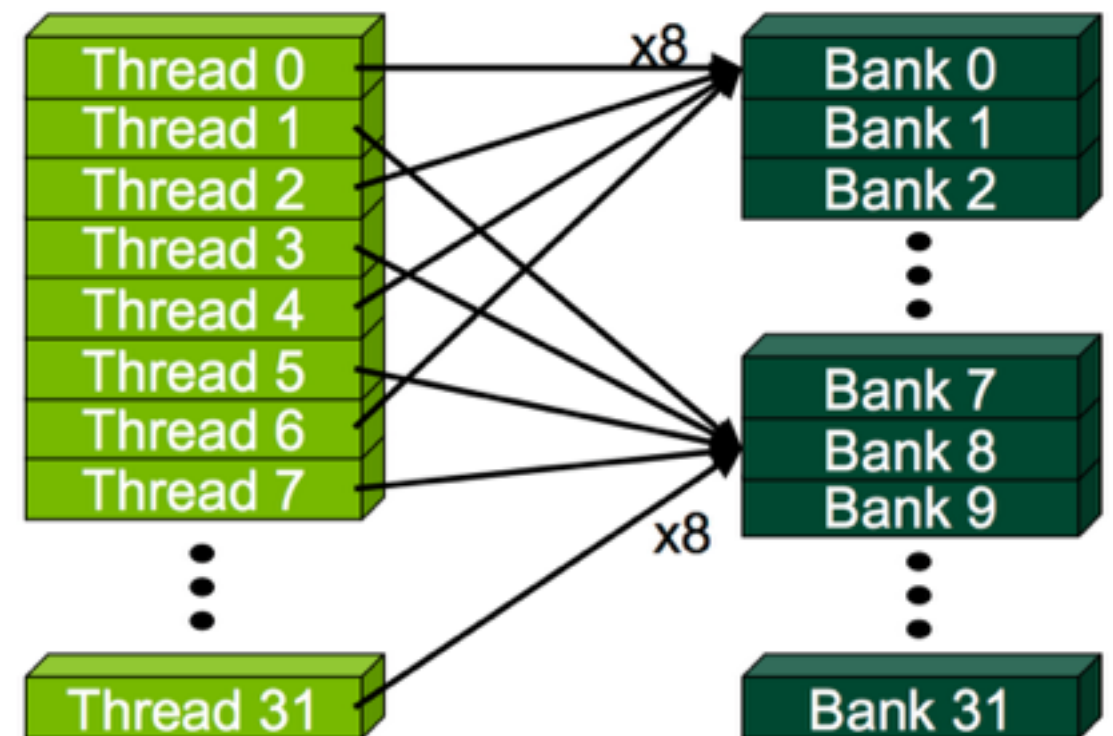 Thread 0
Thread 1
Thread 2
Thread 3
Thread 4
Thread 5
Thread 6
Thread 7
Thread 31
x8
x8
Bank 0
Bank 1
Bank 2
Bank 7
Bank 8
Bank 9
Bank 31